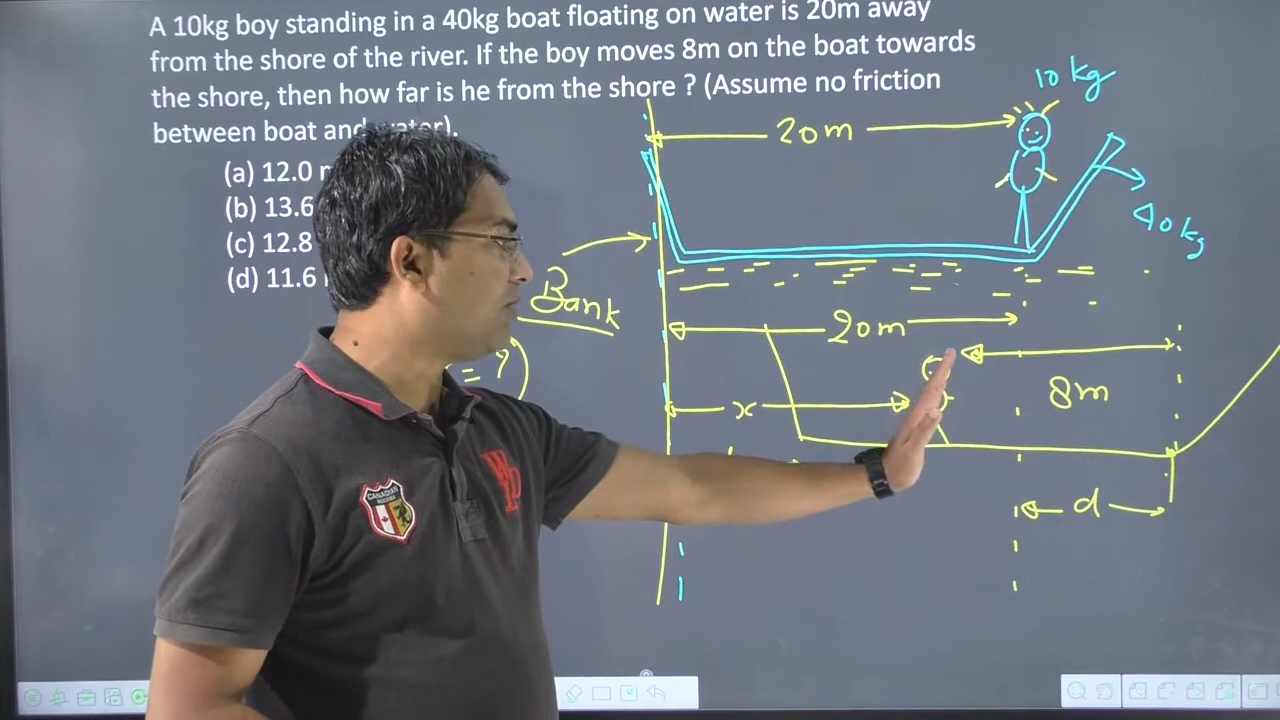 A 10kg boy standing in a 40kg boat floating on water is 20m away
from the shore of the river. If the boy moves 8m on the boat towards
the shore, then how far is he from the shore ? (Assume no friction
between boat and water).
(a) 12.0
(b) 13.6
(c) 12.8
(d) 11.6
10 kg
20m
40kg
Bank
20m
= ?)
x
8m
d
CANADIAN